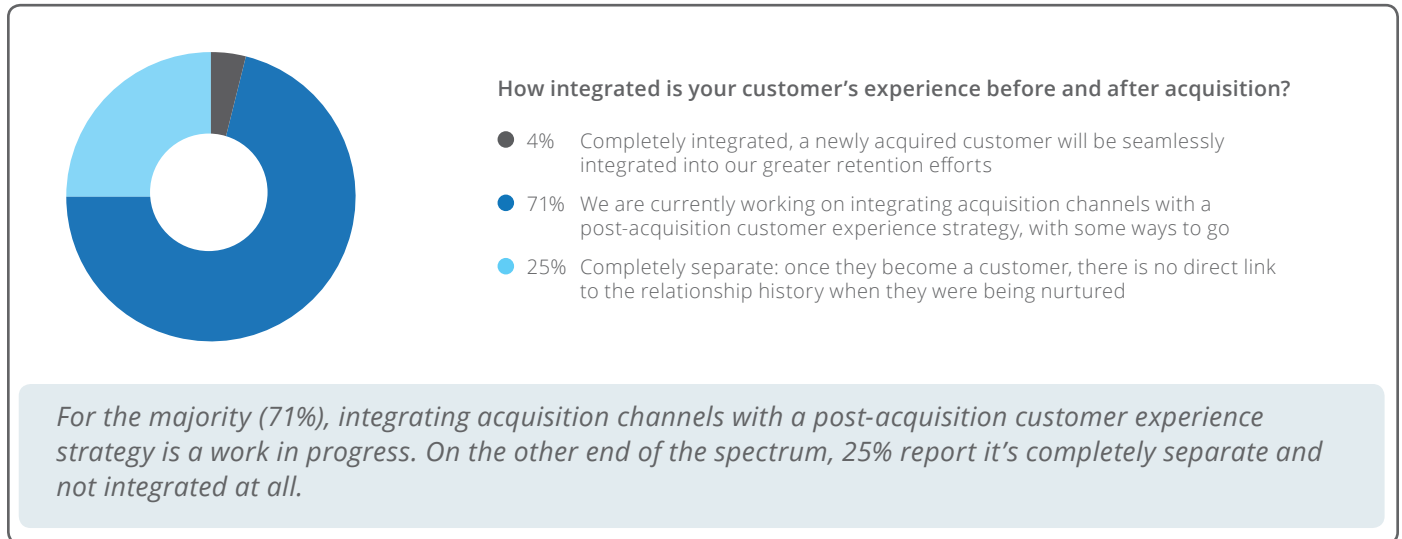 How integrated is your customer’s experience before and after acquisition?
4% Completely integrated, a newly acquired customer will be seamlessly
integrated into our greater retention efforts
71% We are currently working on integrating acquisition channels with a
post-acquisition customer experience strategy, with some ways to go
25% Completely separate: once they become a customer, there is no direct link
to the relationship history when they were being nurtured
For the majority (71%), integrating acquisition channels with a post-acquisition customer experience
strategy is a work in progress. On the other end of the spectrum, 25% report it’s completely separate and
not integrated at all.